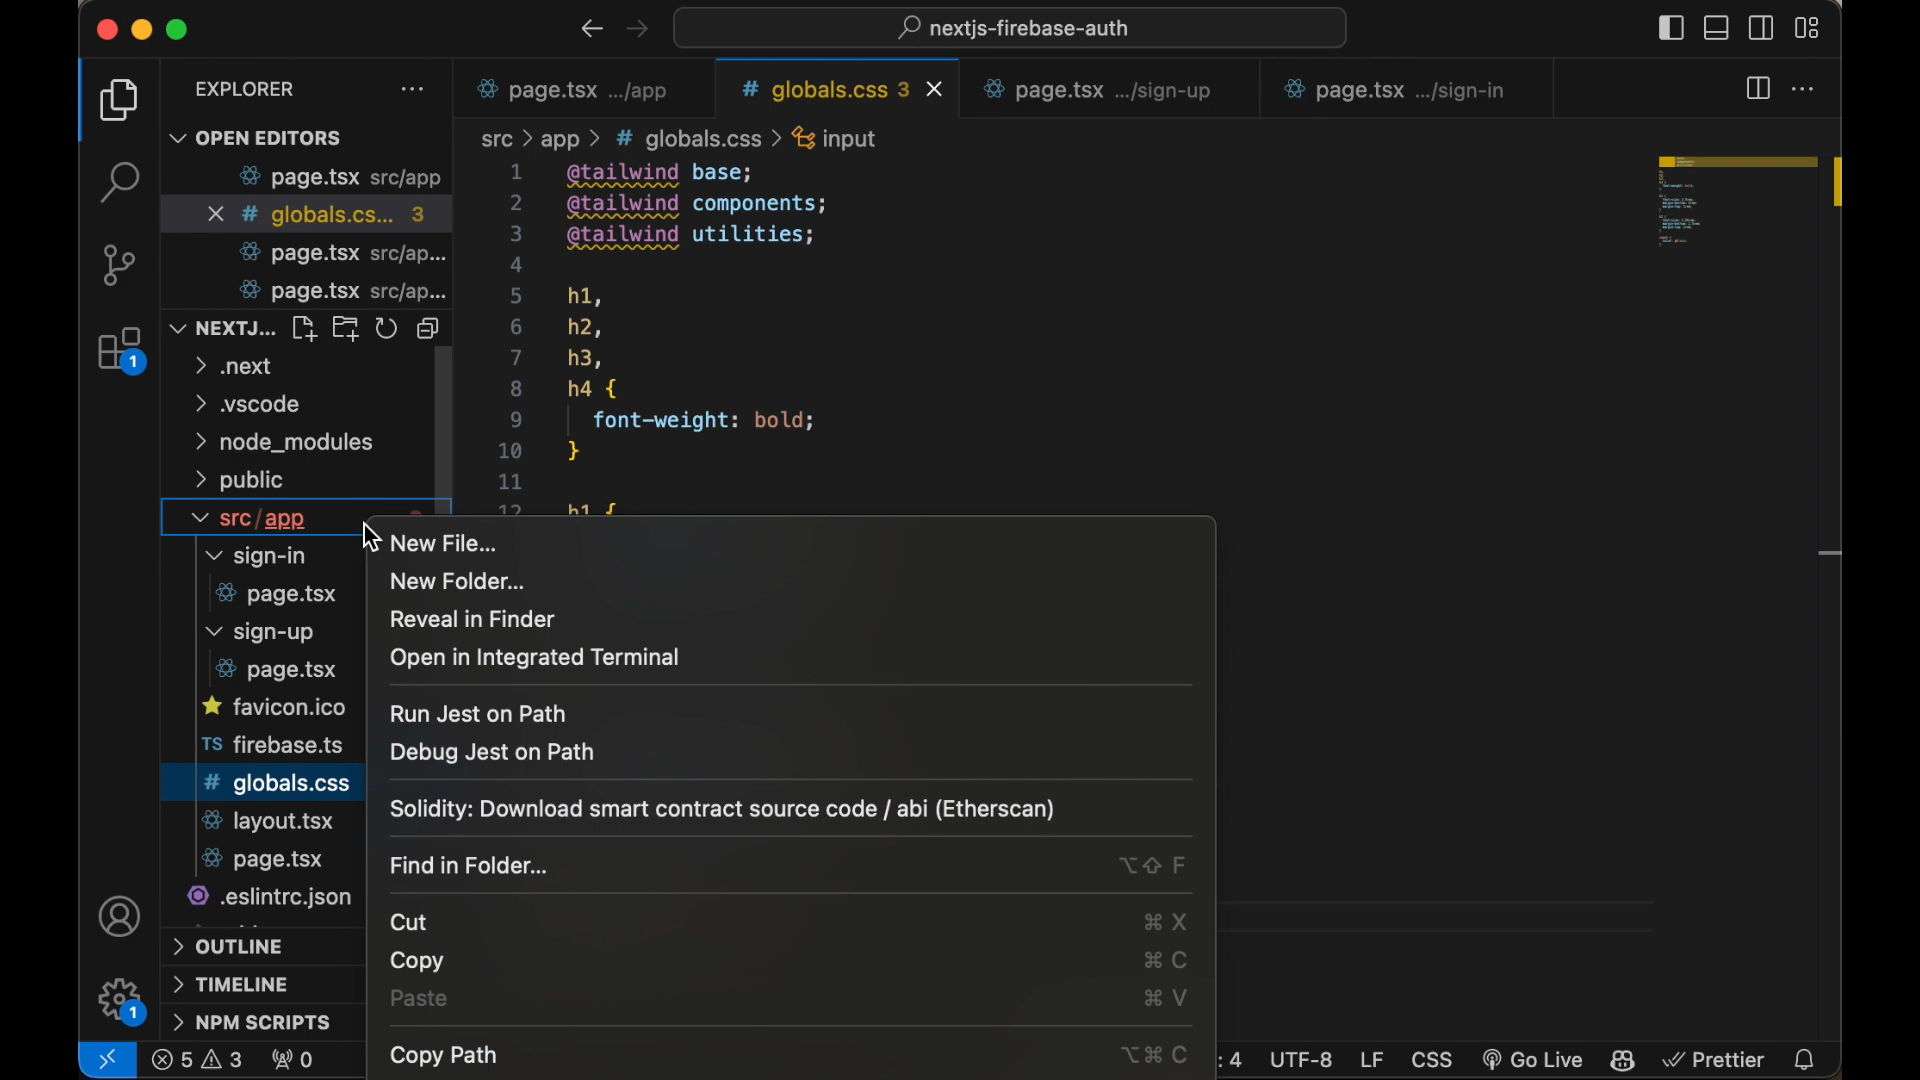 nextjs-firebase-auth
EXPLORER
page.tsx .../app
# globals.css 3
page.tsx .../sign-up
page.tsx .../sign-in
OPEN EDITORS
page.tsx src/app
# globals.cs... 3
page.tsx src/ap...
page.tsx src/ap...
src > app > # globals.css > input
1 @tailwind base;
2 @tailwind components;
3 @tailwind utilities;
4
5 h1,
6 h2,
7 h3,
8 h4 {
9 font-weight: bold;
10 }
11
12 h1 {
NEXTJ...
.next
.vscode
node_modules
public
src/app
sign-in
page.tsx
sign-up
page.tsx
favicon.ico
TS firebase.ts
# globals.css
layout.tsx
page.tsx
.eslintrc.json
OUTLINE
TIMELINE
NPM SCRIPTS
1
1
New File...
New Folder...
Reveal in Finder
Open in Integrated Terminal
Run Jest on Path
Debug Jest on Path
Solidity: Download smart contract source code / abi (Etherscan)
Find in Folder... ⌥⇧ F
Cut ⌘ X
Copy ⌘ C
Paste ⌘ V
Copy Path ⌥⌘ C
5 3 0
: 4 UTF-8 LF CSS Go Live Prettier